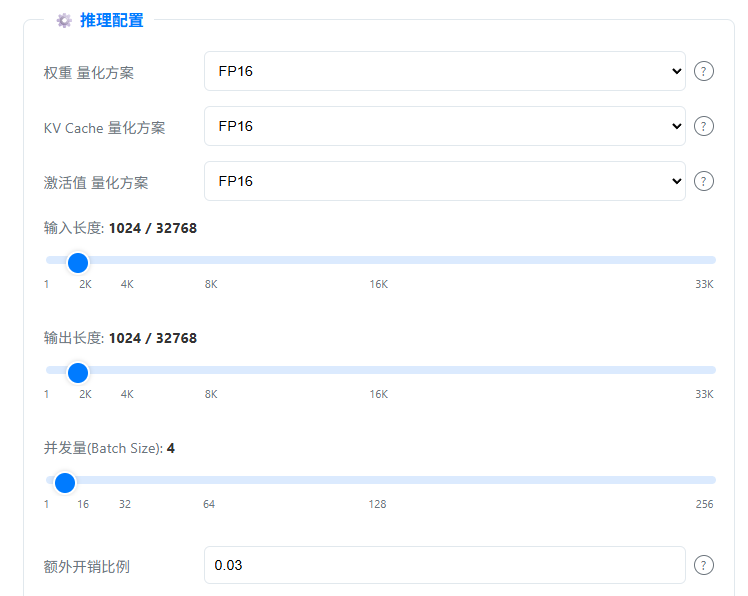 推理配置
权重 量化方案 FP16 ?
KV Cache 量化方案 FP16 ?
激活值 量化方案 FP16 ?
输入长度: 1024 / 32768
1 2K 4K 8K 16K 33K
输出长度: 1024 / 32768
1 2K 4K 8K 16K 33K
并发量(Batch Size): 4
1 16 32 64 128 256
额外开销比例 0.03 ?